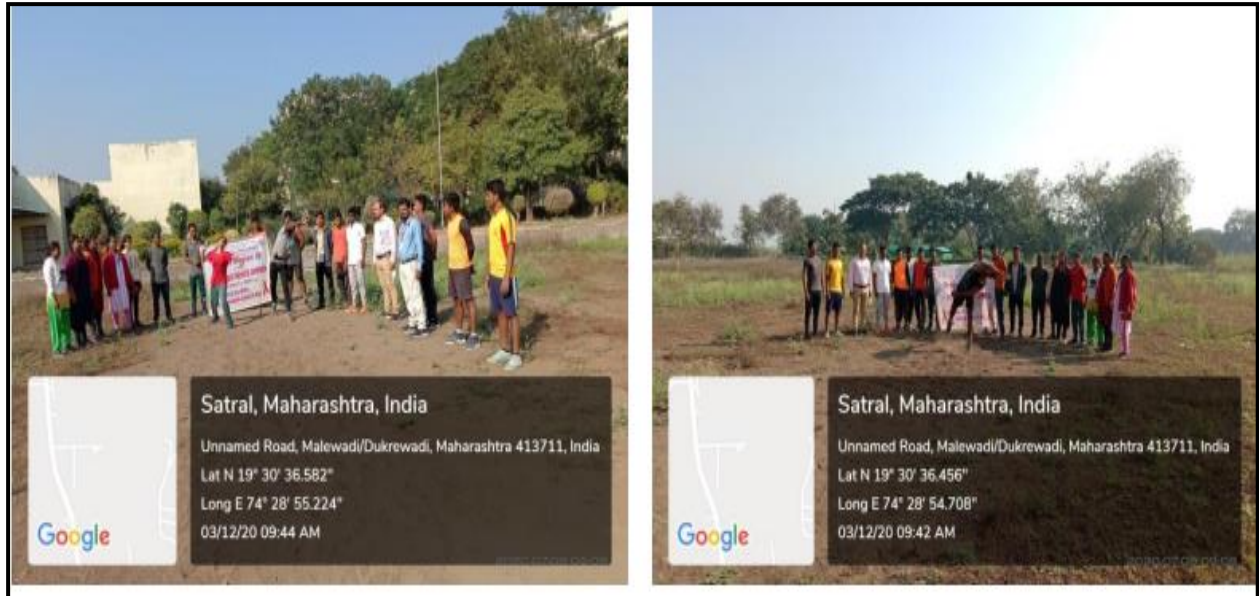 Satral, Maharashtra, India
Unnamed Road, Malewadi/Dukrewadi, Maharashtra 413711, India
Lat N 19° 30' 36.582"
Long E 74° 28' 55.224"
03/12/20 09:44 AM
Google
Satral, Maharashtra, India
Unnamed Road, Malewadi/Dukrewadi, Maharashtra 413711, India
Lat N 19° 30' 36.456"
Long E 74° 28' 54.708"
03/12/20 09:42 AM
Google